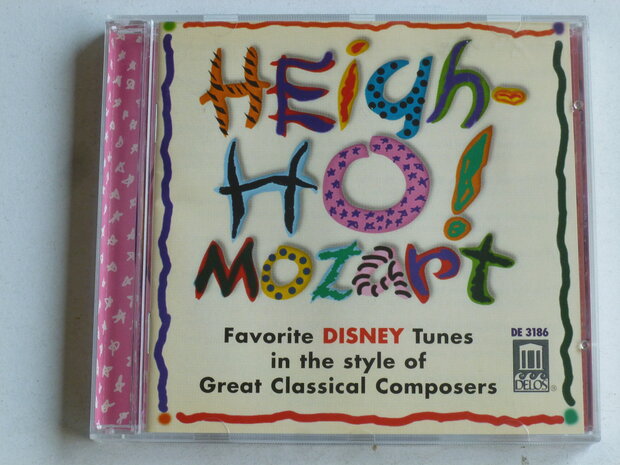 HEigh-
HO!
MozArt
Favorite DISNEY Tunes
in the style of
Great Classical Composers
DE 3186
DELOS®